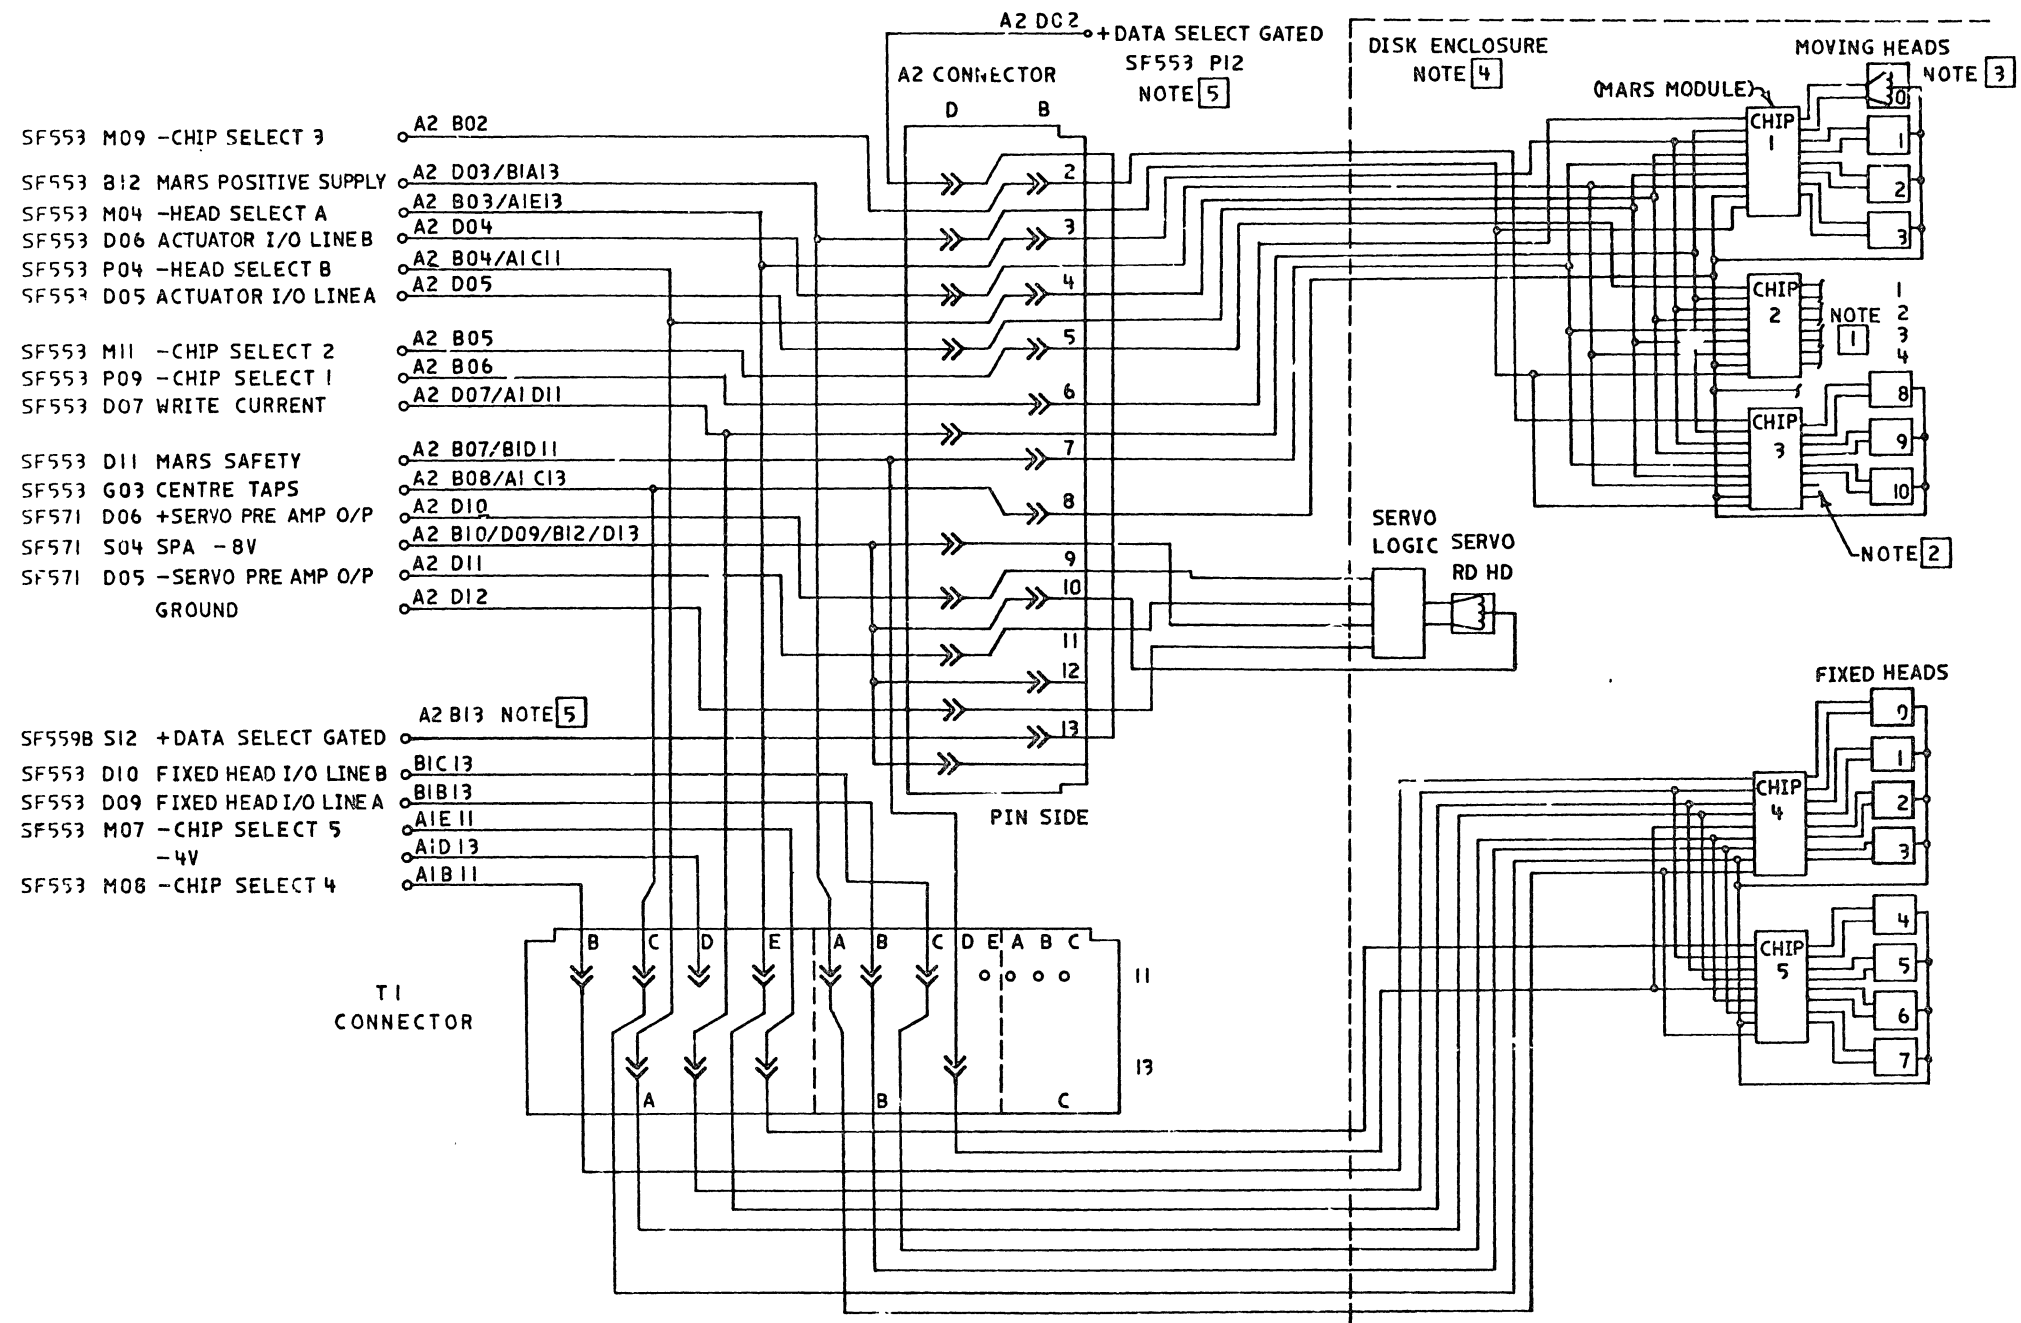 A2 D02
+DATA SELECT GATED
SF553 P12
NOTE 5
A2 CONNECTOR
D B
DISK ENCLOSURE
NOTE 4
MOVING HEADS
NOTE 3
(MARS MODULE)
SF553 M09 -CHIP SELECT 3 A2 B02
SF553 B12 MARS POSITIVE SUPPLY A2 D03/B1A13
SF553 M04 -HEAD SELECT A A2 B03/A1E13
SF553 D06 ACTUATOR I/O LINE B A2 D04
SF553 P04 -HEAD SELECT B A2 B04/A1C11
SF553 D05 ACTUATOR I/O LINE A A2 D05
SF553 M11 -CHIP SELECT 2 A2 B05
SF553 P09 -CHIP SELECT 1 A2 B06
SF553 D07 WRITE CURRENT A2 D07/A1D11
SF553 D11 MARS SAFETY A2 B07/B1D11
SF553 G03 CENTRE TAPS A2 B08/A1C13
SF571 D06 +SERVO PRE AMP O/P A2 D10
SF571 S04 SPA -8V A2 B10/D09/B12/D13
SF571 D05 -SERVO PRE AMP O/P A2 D11
GROUND A2 D12
A2 B13 NOTE 5
SF559B S12 +DATA SELECT GATED
SF553 D10 FIXED HEAD I/O LINE B B1C13
SF553 D09 FIXED HEAD I/O LINE A B1B13
SF553 M07 -CHIP SELECT 5 A1E11
-4V A1D13
SF553 M08 -CHIP SELECT 4 A1B11
2
3
4
5
6
7
8
9
10
11
12
13
PIN SIDE
CHIP
1
0
1
2
3
CHIP
2
NOTE
1
1
2
3
4
CHIP
3
8
9
10
NOTE 2
SERVO
LOGIC
SERVO
RD HD
FIXED HEADS
CHIP
4
0
1
2
3
CHIP
5
4
5
6
7
B C D E A B C D E A B C
11
T1
CONNECTOR
13
A B C